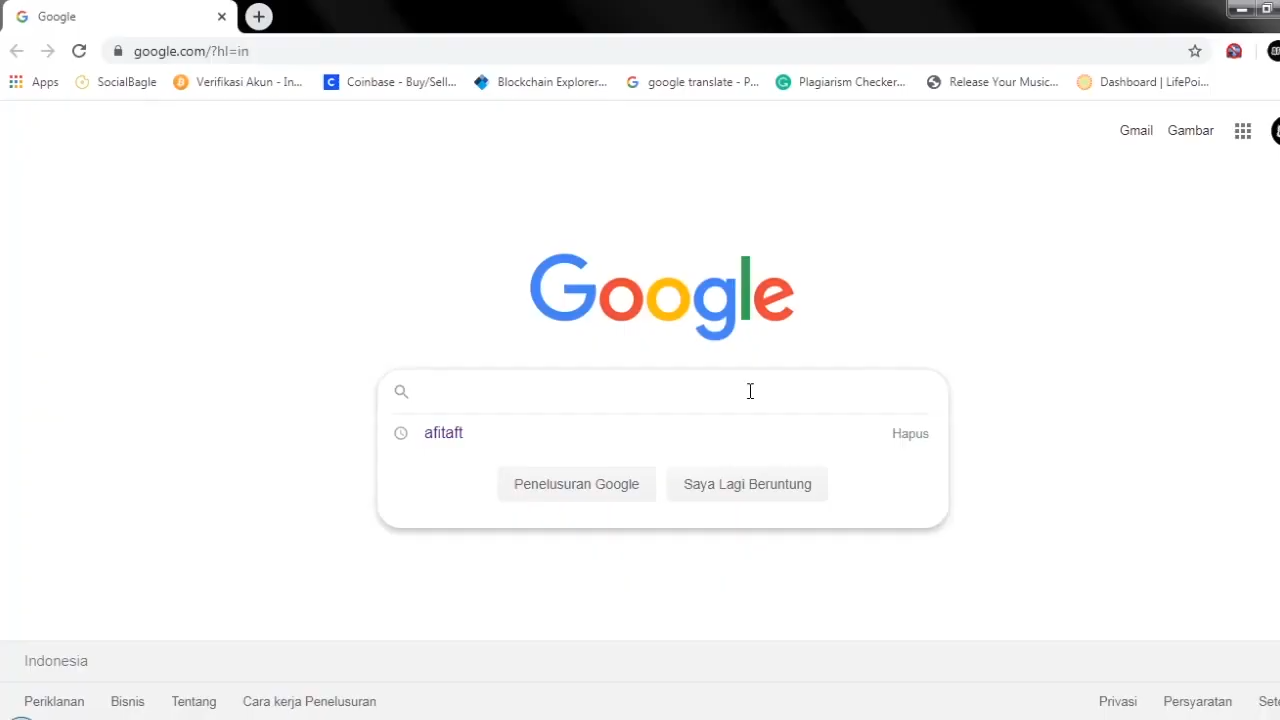 Google
google.com/?hl=in
Apps SocialBagle Verifikasi Akun - In... Coinbase - Buy/Sell... Blockchain Explorer... google translate - P... Plagiarism Checker... Release Your Music... Dashboard | LifePoi...
Gmail Gambar
Google
afitaft Hapus
Penelusuran Google Saya Lagi Beruntung
Indonesia
Periklanan Bisnis Tentang Cara kerja Penelusuran Privasi Persyaratan